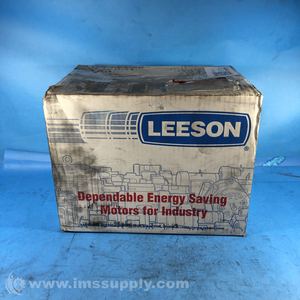 LEESON
Dependable Energy Saving
Motors for Industry
© www.imssupply.com